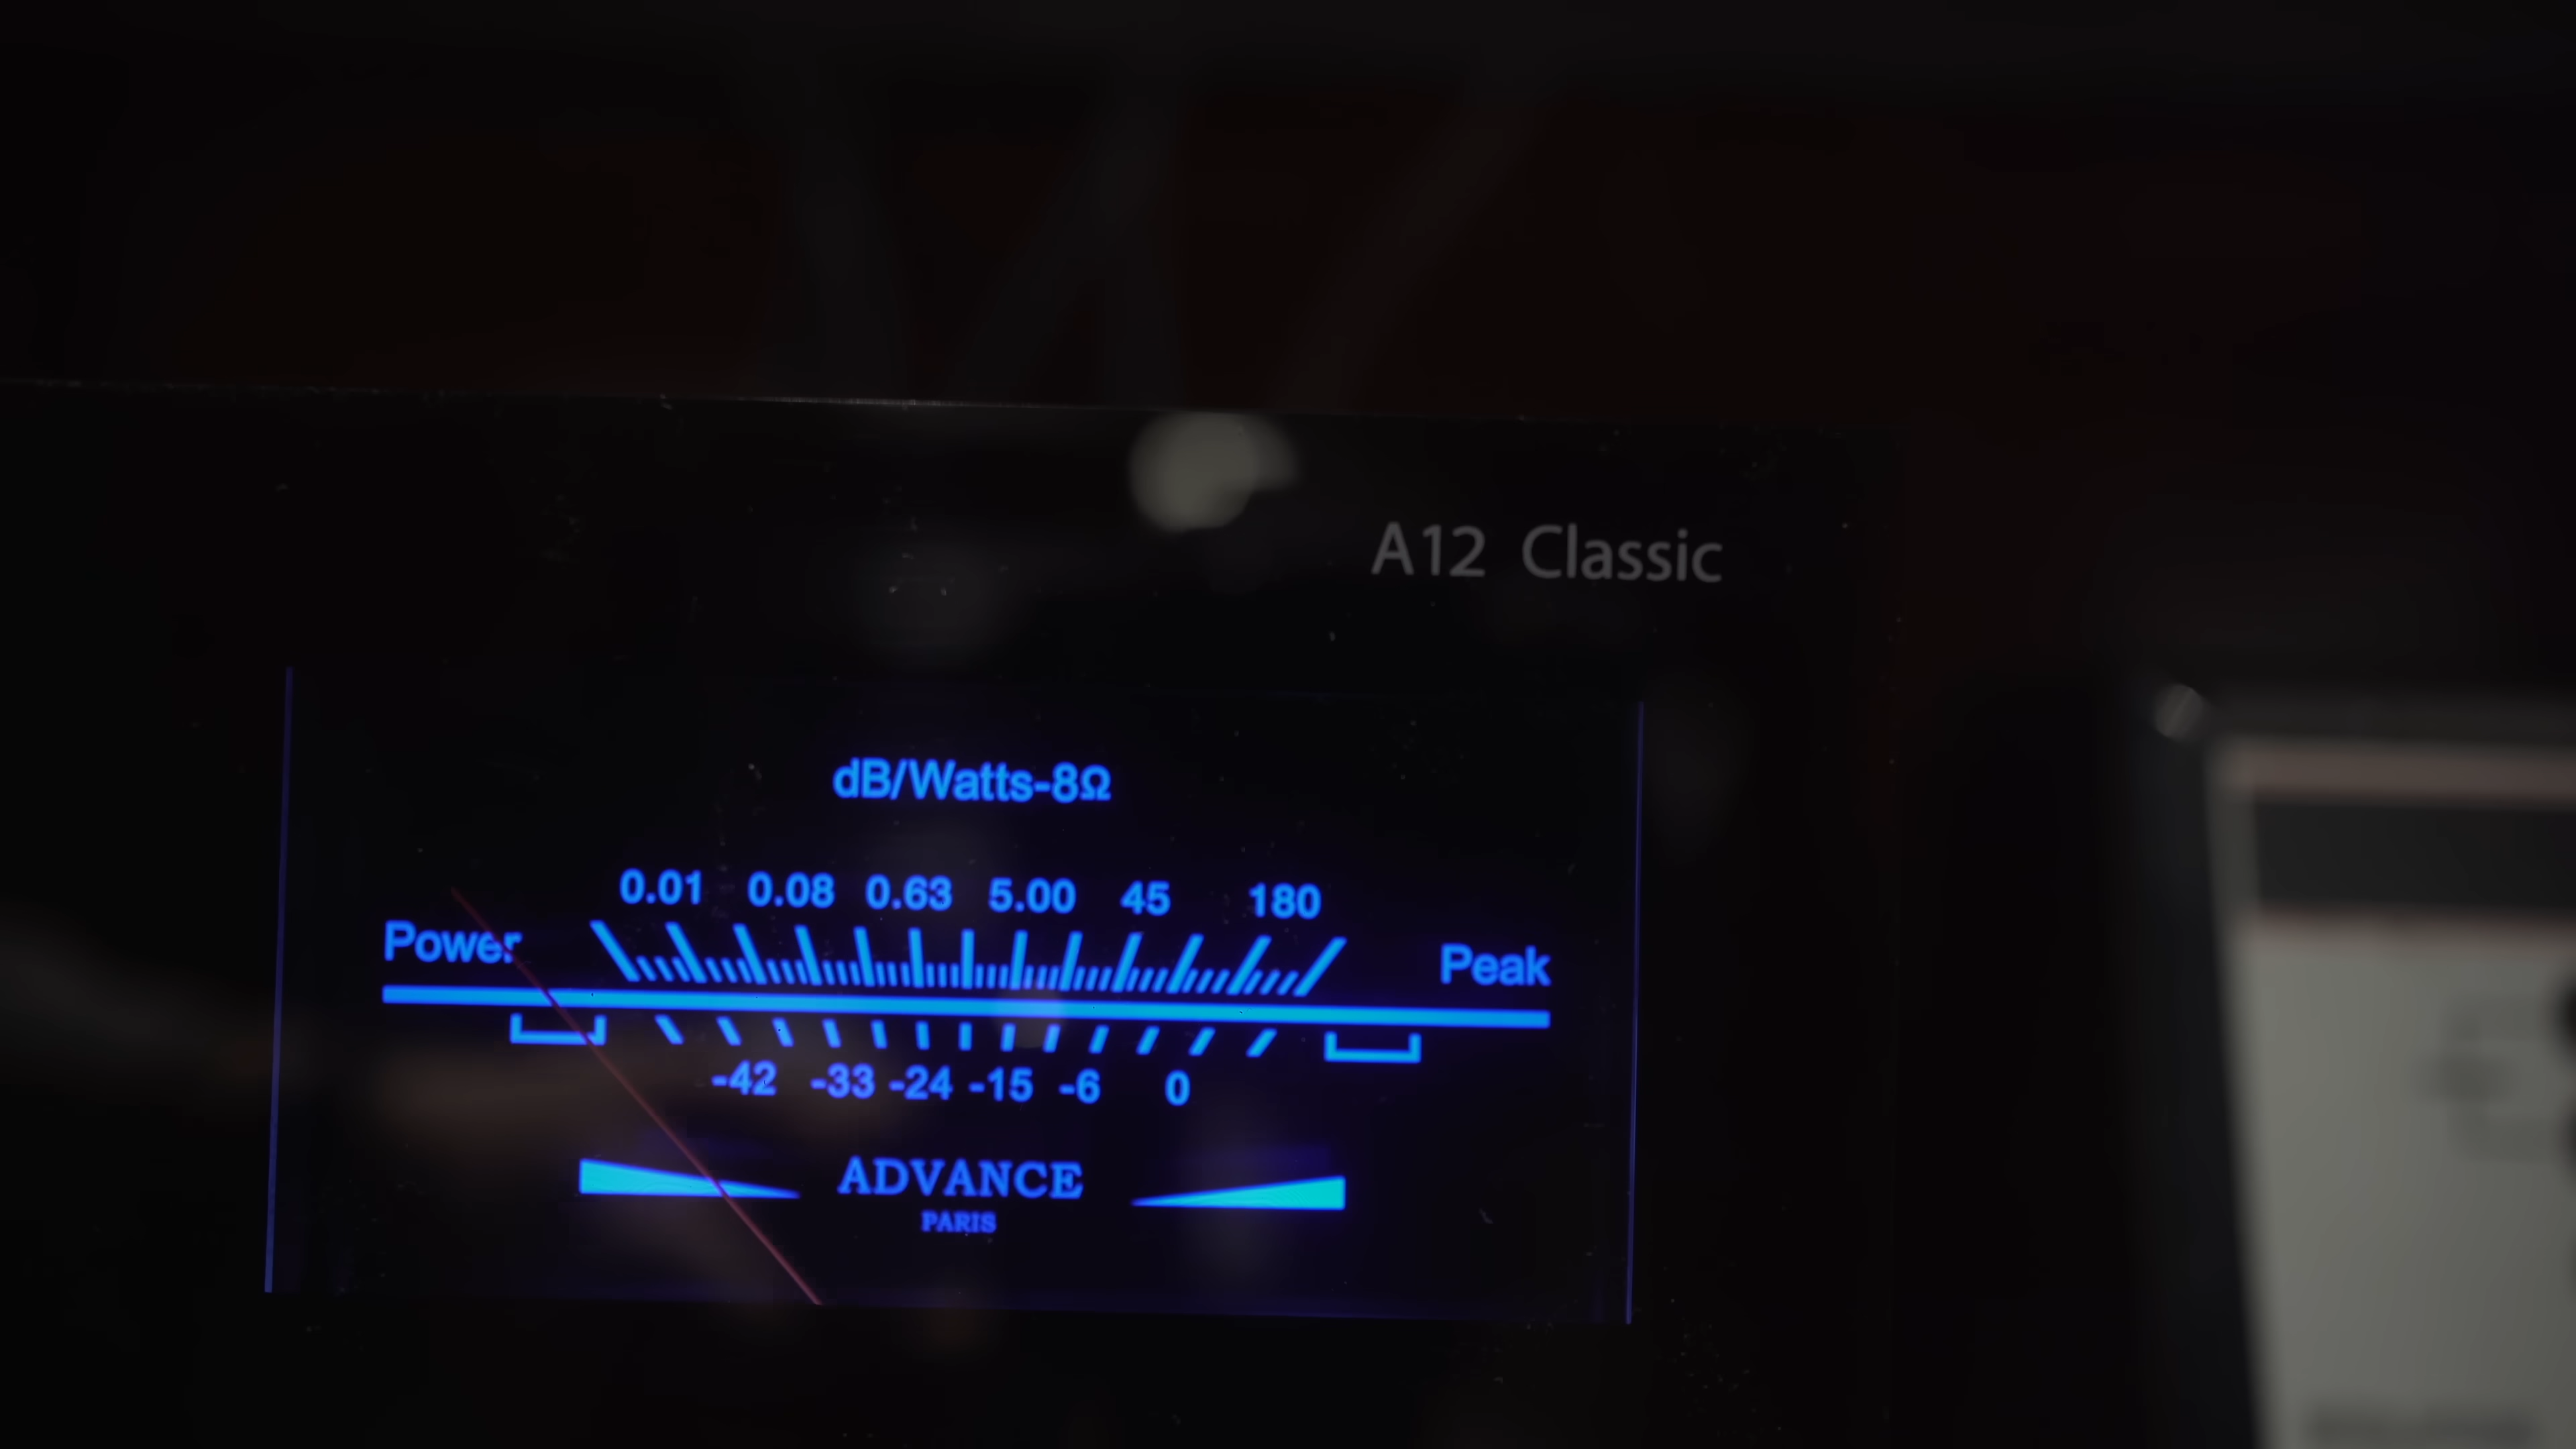 A12 Classic
dB/Watts-8Ω
0.01 0.08 0.63 5.00 45 180
Power Peak
-42 -33 -24 -15 -6 0
ADVANCE
PARIS